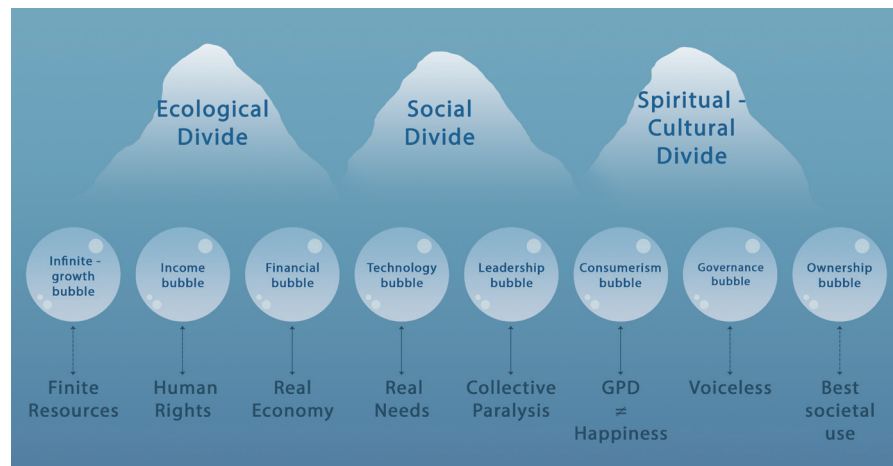 Ecological
Divide
Social
Divide
Spiritual -
Cultural
Divide
Infinite -
growth
bubble
Income
bubble
Financial
bubble
Technology
bubble
Leadership
bubble
Consumerism
bubble
Governance
bubble
Ownership
bubble
Finite
Resources
Human
Rights
Real
Economy
Real
Needs
Collective
Paralysis
GPD
≠
Happiness
Voiceless
Best
societal
use